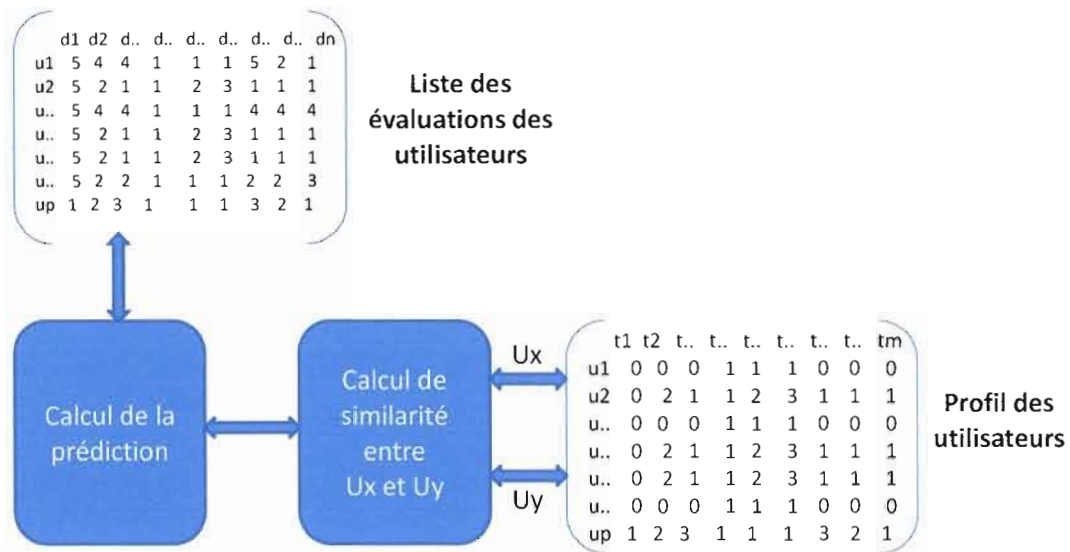 d1 d2 d.. d.. d.. d.. d.. d.. dn
u1 5 4 4 1 1 1 5 2 1
u2 5 2 1 1 2 3 1 1 1
u.. 5 4 4 1 1 1 4 4 4
u.. 5 2 1 1 2 3 1 1 1
u.. 5 2 1 1 2 3 1 1 1
u.. 5 2 2 1 1 1 2 2 3
up 1 2 3 1 1 1 3 2 1
Liste des
évaluations des
utilisateurs
Calcul de la
prédiction
Calcul de
similarité
entre
Ux et Uy
Ux
Uy
t1 t2 t.. t.. t.. t.. t.. t.. tm
u1 0 0 0 1 1 1 0 0 0
u2 0 2 1 1 2 3 1 1 1
u.. 0 0 0 1 1 1 0 0 0
u.. 0 2 1 1 2 3 1 1 1
u.. 0 2 1 1 2 3 1 1 1
u.. 0 0 0 1 1 1 0 0 0
up 1 2 3 1 1 1 3 2 1
Profil des
utilisateurs